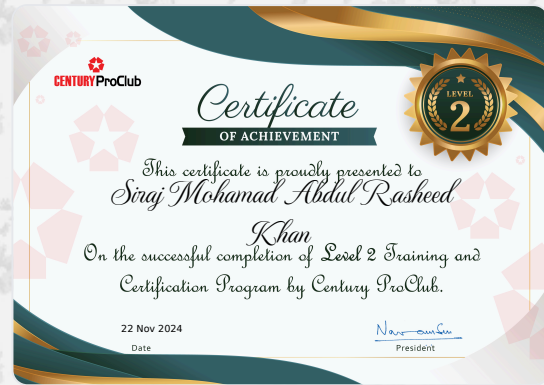 CENTURY ProClub
Certificate
OF ACHIEVEMENT
LEVEL
2
This certificate is proudly presented to
Siraj Mohamad Abdul Rasheed
Khan
On the successful completion of Level 2 Training and
Certification Program by Century ProClub.
22 Nov 2024
Date
President